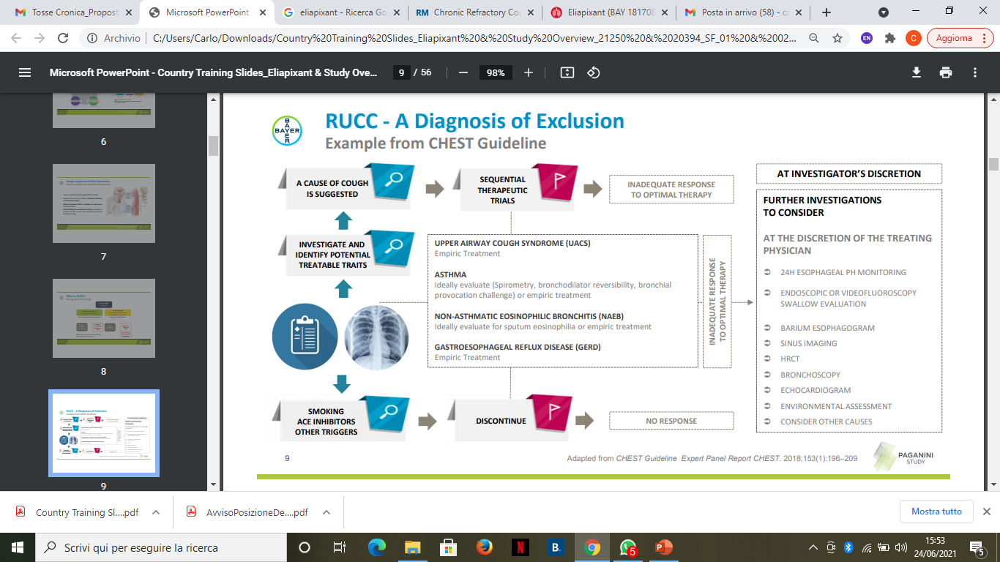 Tosse Cronica_Propost
Microsoft PowerPoint
eliapixant - Ricerca Go
Chronic Refractory Cou
Eliapixant (BAY 181708
Posta in arrivo (58) - ca
Archivio
C:/Users/Carlo/Downloads/Country%20Training%20Slides_Eliapixant%20&%20Study%20Overview_21250%20&%2020394_SF_01%20&%2002...
EN
C
Aggiorna
Microsoft PowerPoint - Country Training Slides_Eliapixant & Study Ove...
9 / 56
98%
6
7
8
9
BAYER
BAYER
RUCC - A Diagnosis of Exclusion
Example from CHEST Guideline
A CAUSE OF COUGH
IS SUGGESTED
SEQUENTIAL
THERAPEUTIC
TRIALS
INADEQUATE RESPONSE
TO OPTIMAL THERAPY
INVESTIGATE AND
IDENTIFY POTENTIAL
TREATABLE TRAITS
UPPER AIRWAY COUGH SYNDROME (UACS)
Empiric Treatment
ASTHMA
Ideally evaluate (Spirometry, bronchodilator reversibility, bronchial
provocation challenge) or empiric treatment
NON-ASTHMATIC EOSINOPHILIC BRONCHITIS (NAEB)
Ideally evaluate for sputum eosinophilia or empiric treatment
GASTROESOPHAGEAL REFLUX DISEASE (GERD)
Empiric Treatment
INADEQUATE RESPONSE
TO OPTIMAL THERAPY
SMOKING
ACE INHIBITORS
OTHER TRIGGERS
DISCONTINUE
NO RESPONSE
AT INVESTIGATOR'S DISCRETION
FURTHER INVESTIGATIONS
TO CONSIDER
AT THE DISCRETION OF THE TREATING
PHYSICIAN
24H ESOPHAGEAL PH MONITORING
ENDOSCOPIC OR VIDEOFLUOROSCOPY
SWALLOW EVALUATION
BARIUM ESOPHAGOGRAM
SINUS IMAGING
HRCT
BRONCHOSCOPY
ECHOCARDIOGRAM
ENVIRONMENTAL ASSESSMENT
CONSIDER OTHER CAUSES
9
Adapted from CHEST Guideline Expert Panel Report CHEST. 2018;153(1):196–209
PAGANINI
STUDY
Country Training Sl....pdf
AvvisoPosizioneDe....pdf
Mostra tutto
Scrivi qui per eseguire la ricerca
15:53
24/06/2021